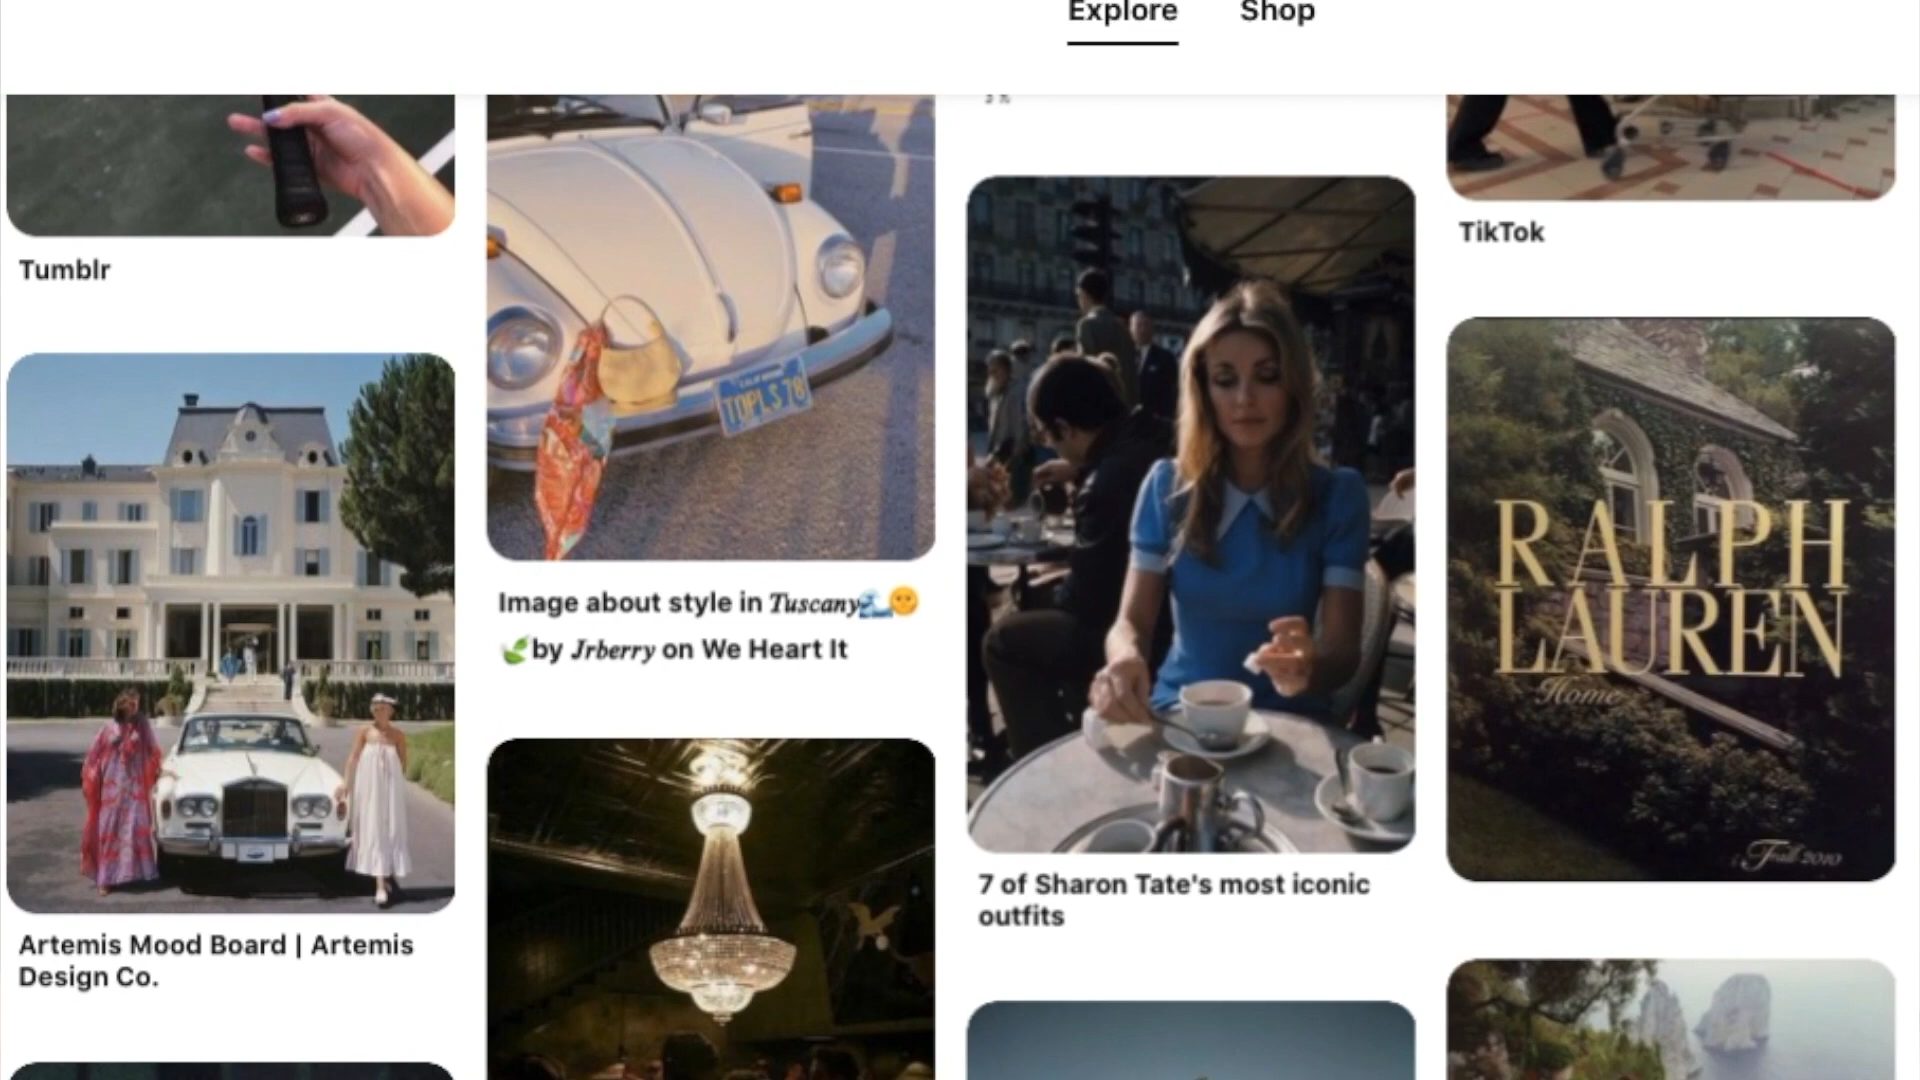 Explore Shop
Tumblr
TikTok
TOPLS78
Image about style in Tuscany🌊🌞
🍃by Jrberry on We Heart It
7 of Sharon Tate's most iconic
outfits
RALPH
LAUREN
Home
Fall 2010
Artemis Mood Board | Artemis
Design Co.